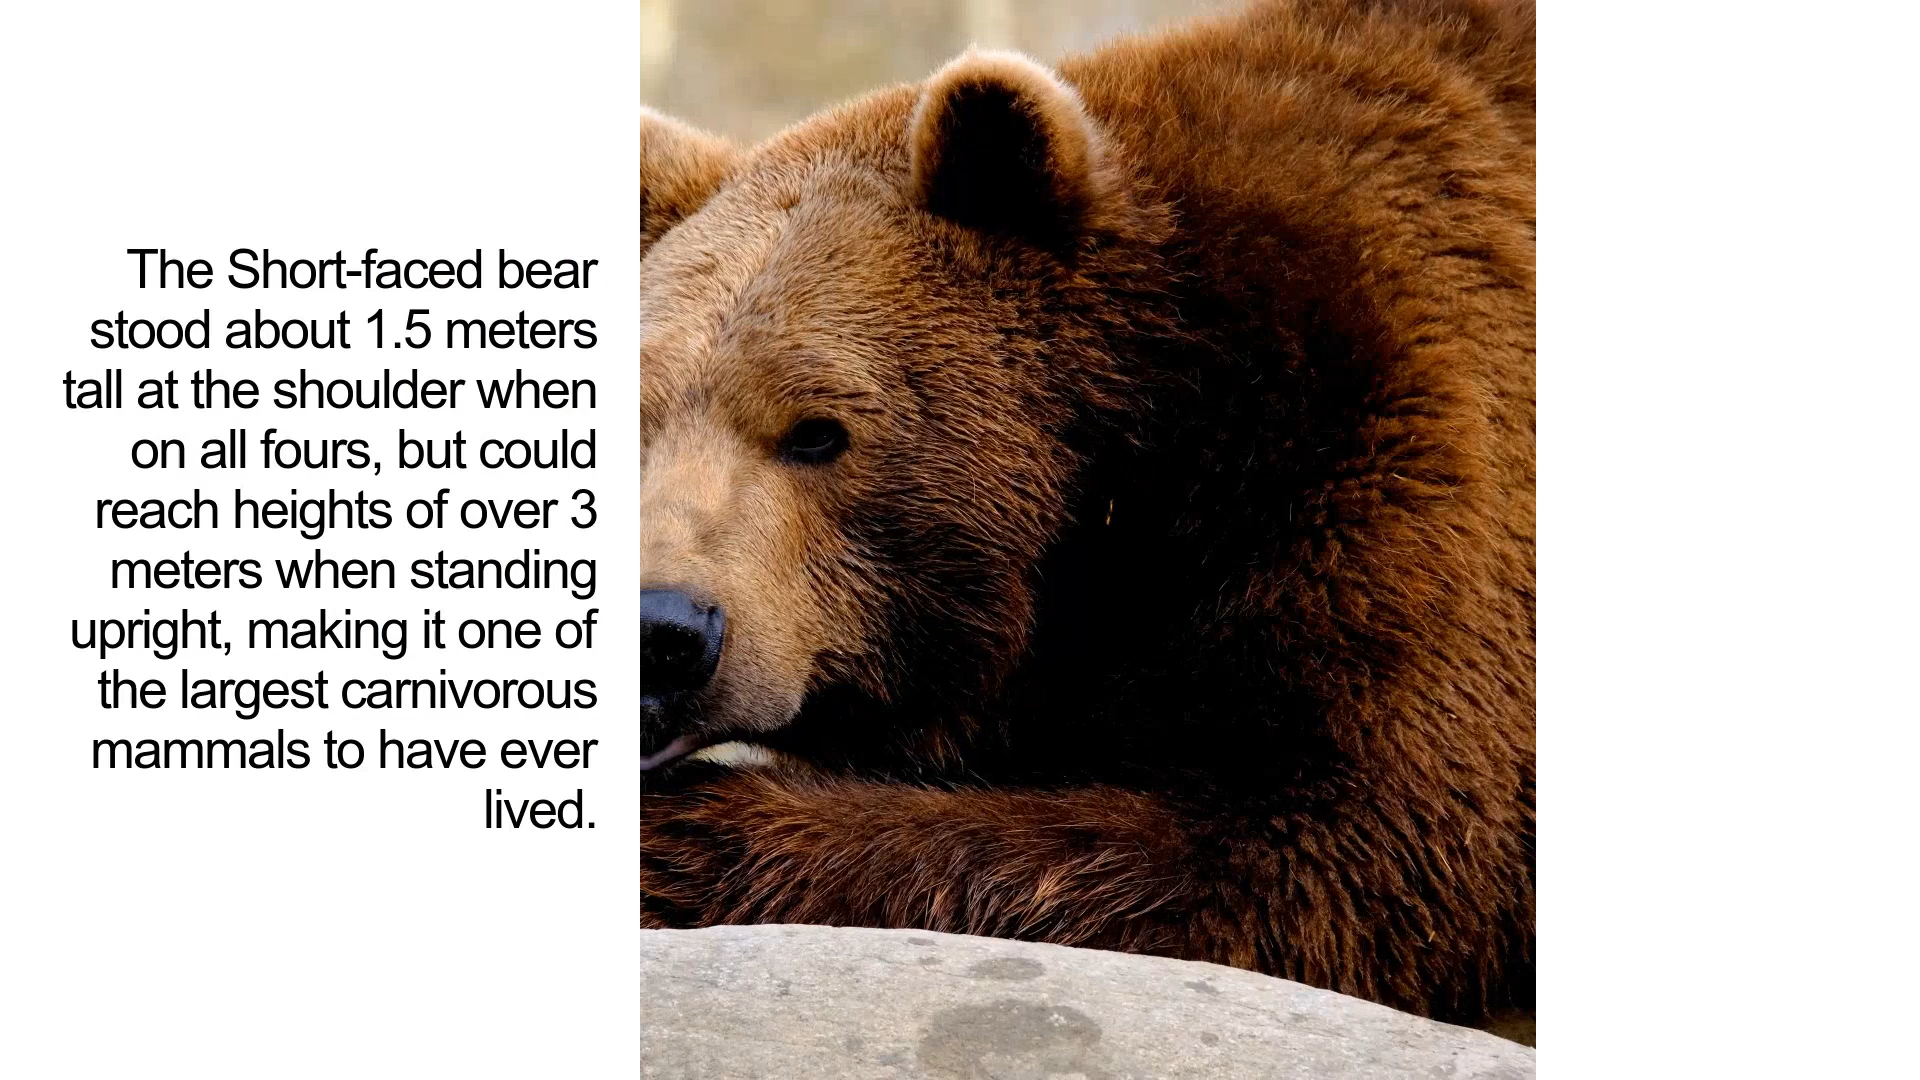 The Short-faced bear
stood about 1.5 meters
tall at the shoulder when
on all fours, but could
reach heights of over 3
meters when standing
upright, making it one of
the largest carnivorous
mammals to have ever
lived.